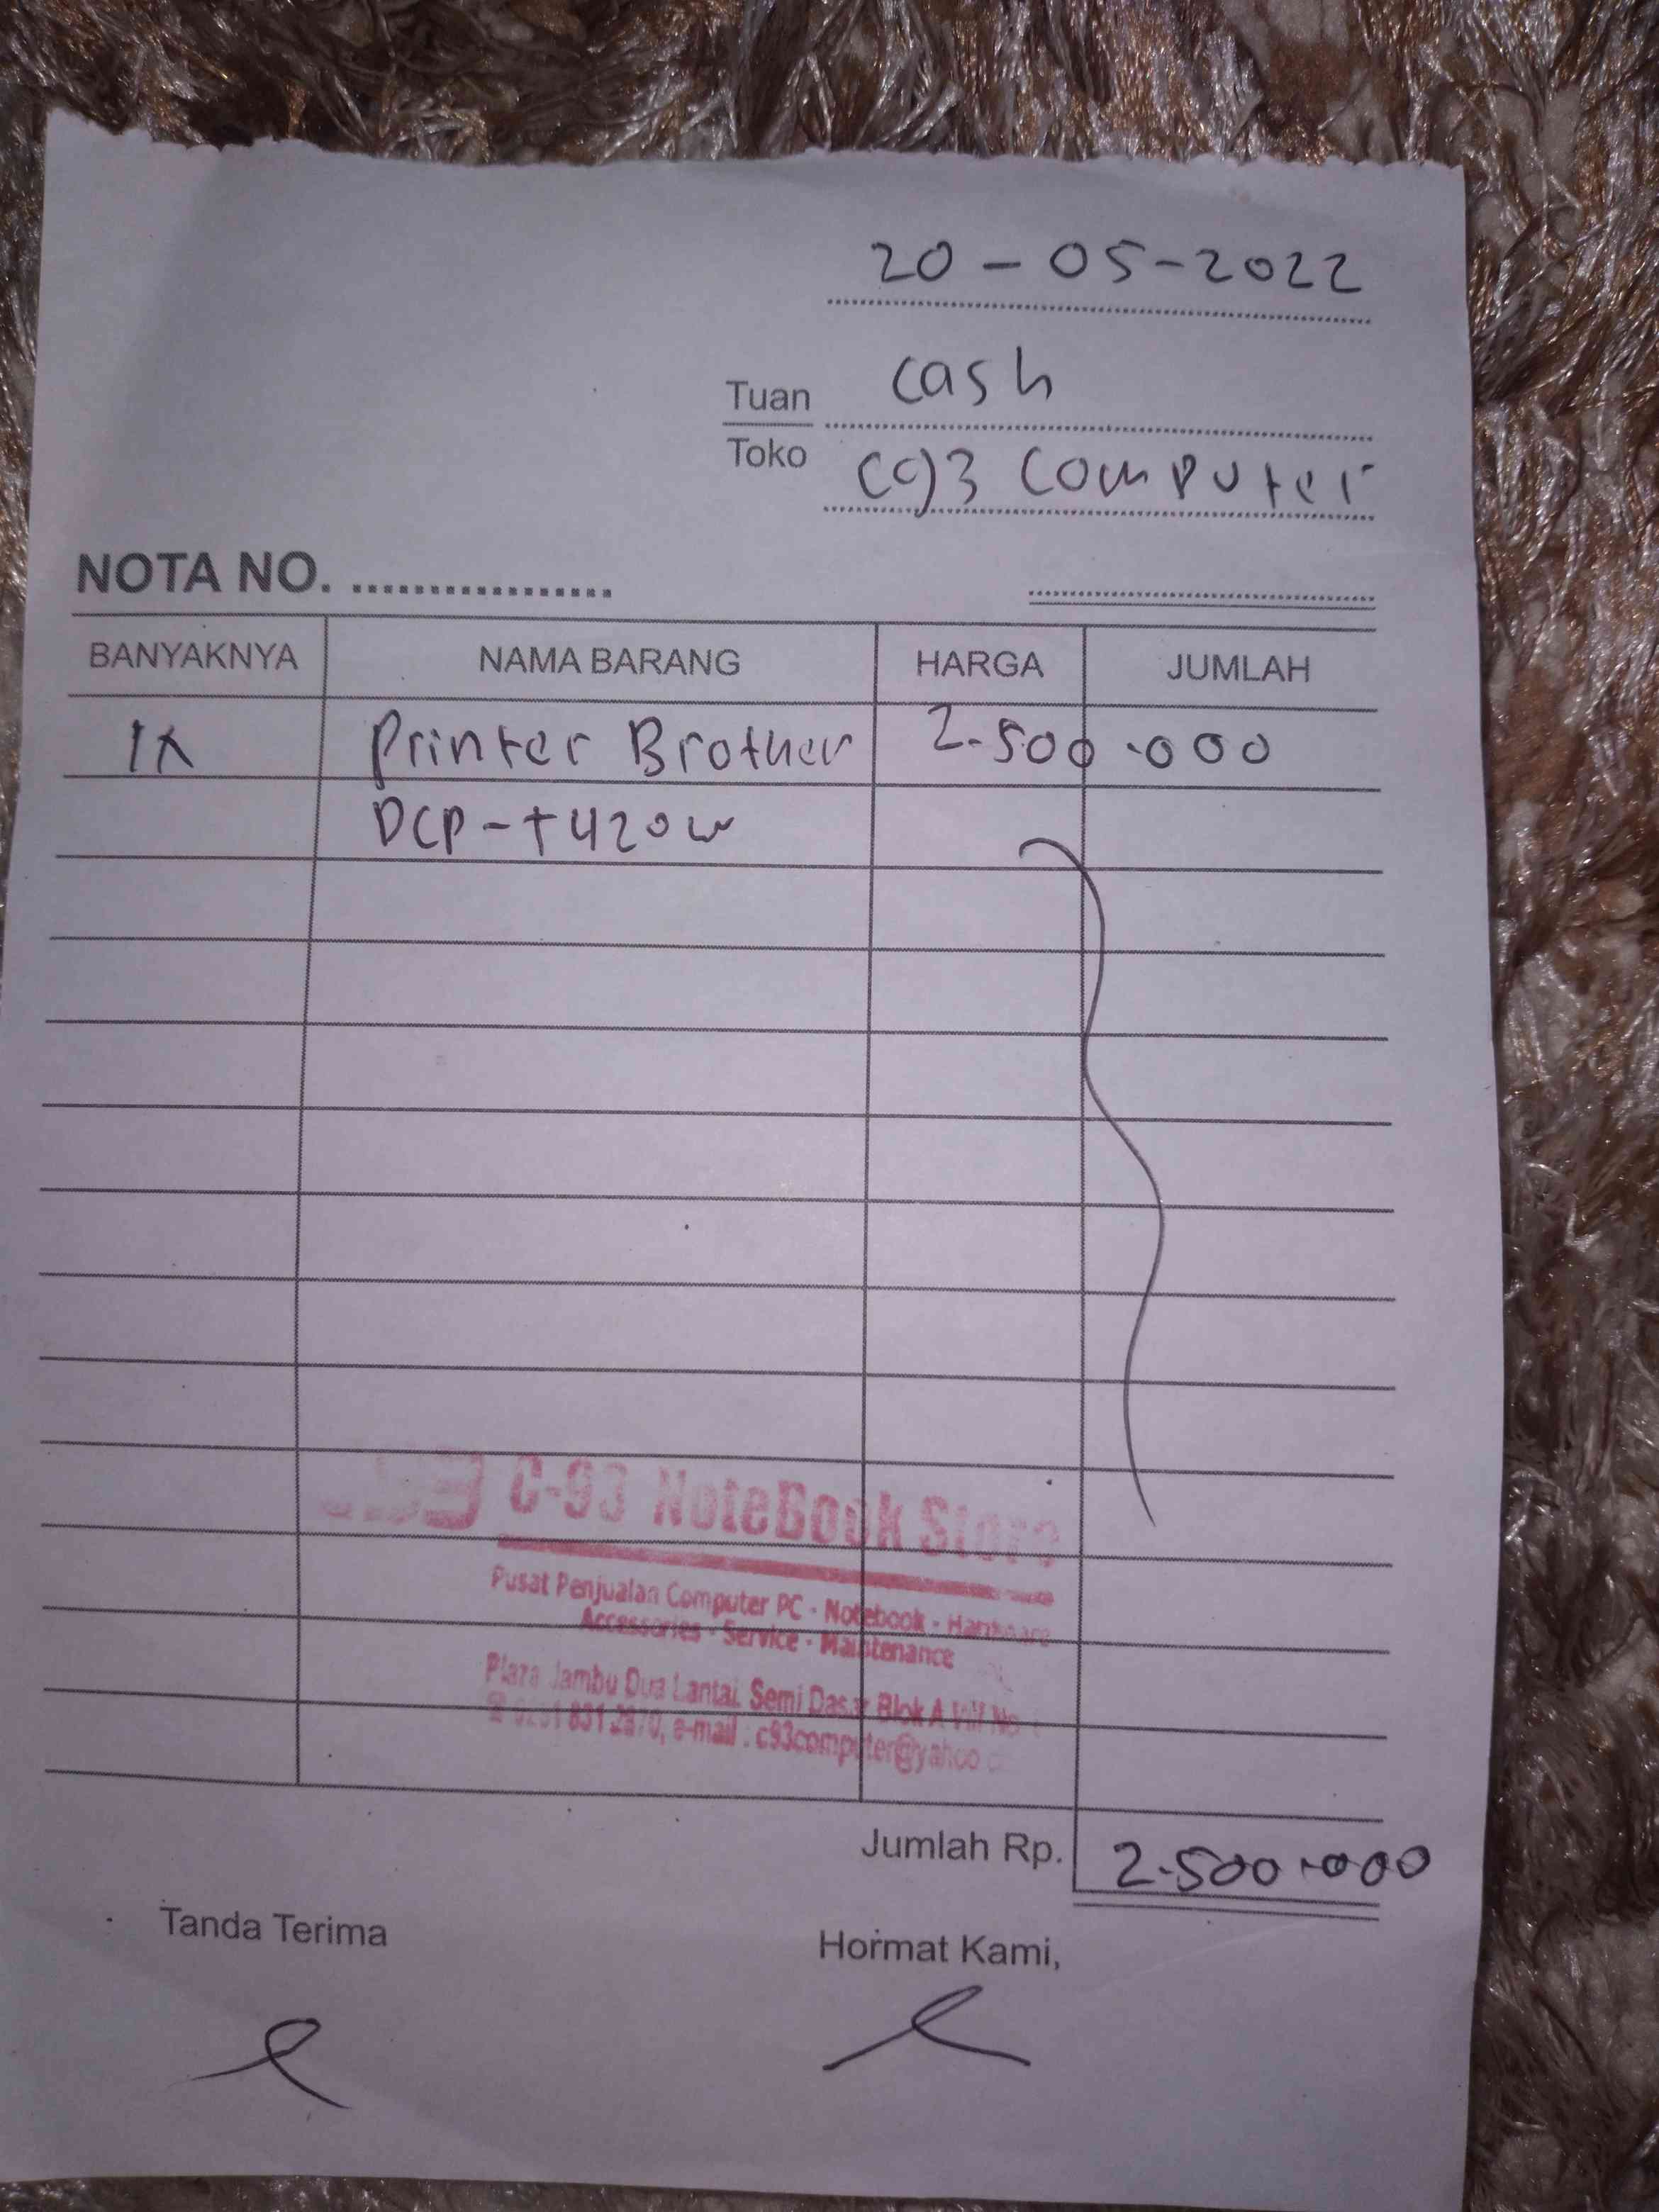 20-05-2022
Tuan cash
Toko C93 Computer
NOTA NO. ..................
BANYAKNYA NAMA BARANG HARGA JUMLAH
1x Printer Brother 2.500.000
DCP-T420w
C-93 NoteBook Store
Pusat Penjualan Computer PC - Notebook - Hardware
Accessories - Service - Maintenance
Plaza Jambu Dua Lantai. Semi Dasar Blok A
e-mail : c93computer@yahoo
Jumlah Rp. 2.500.000
Tanda Terima Hormat Kami,